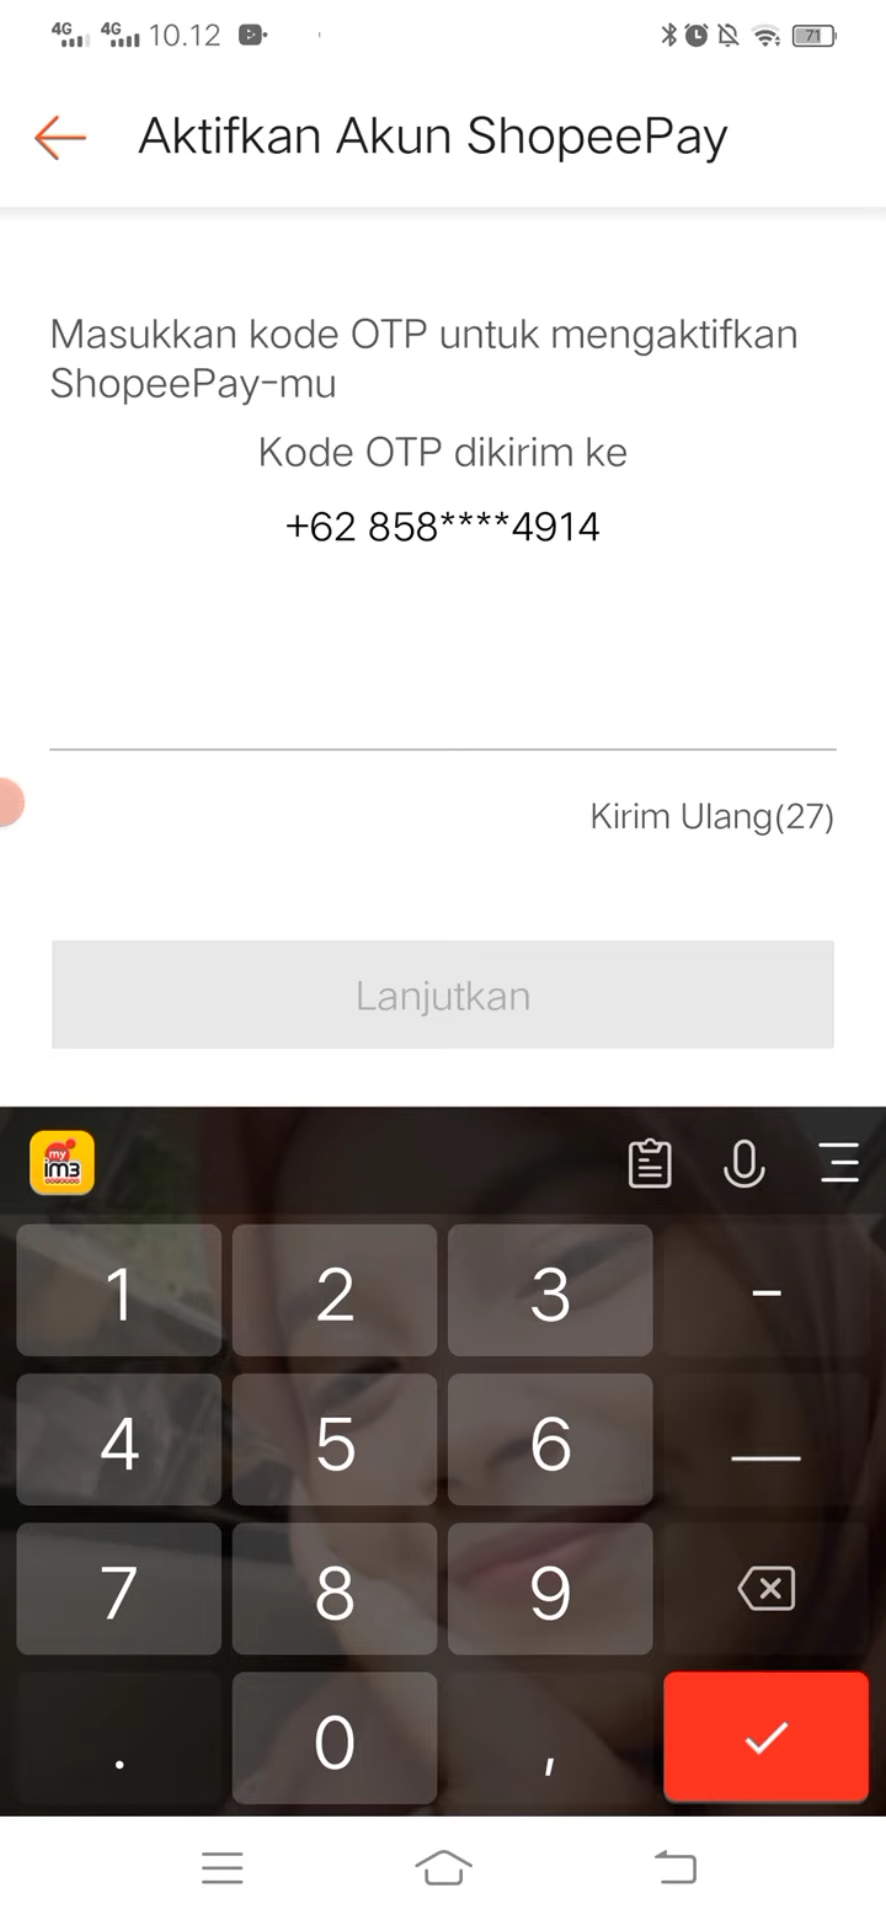 4G 4G 10.12 71
Aktifkan Akun ShopeePay
Masukkan kode OTP untuk mengaktifkan
ShopeePay-mu
Kode OTP dikirim ke
+62 858****4914
Kirim Ulang(27)
Lanjutkan
my
im3
1 2 3 -
4 5 6 _
7 8 9
. 0 ,